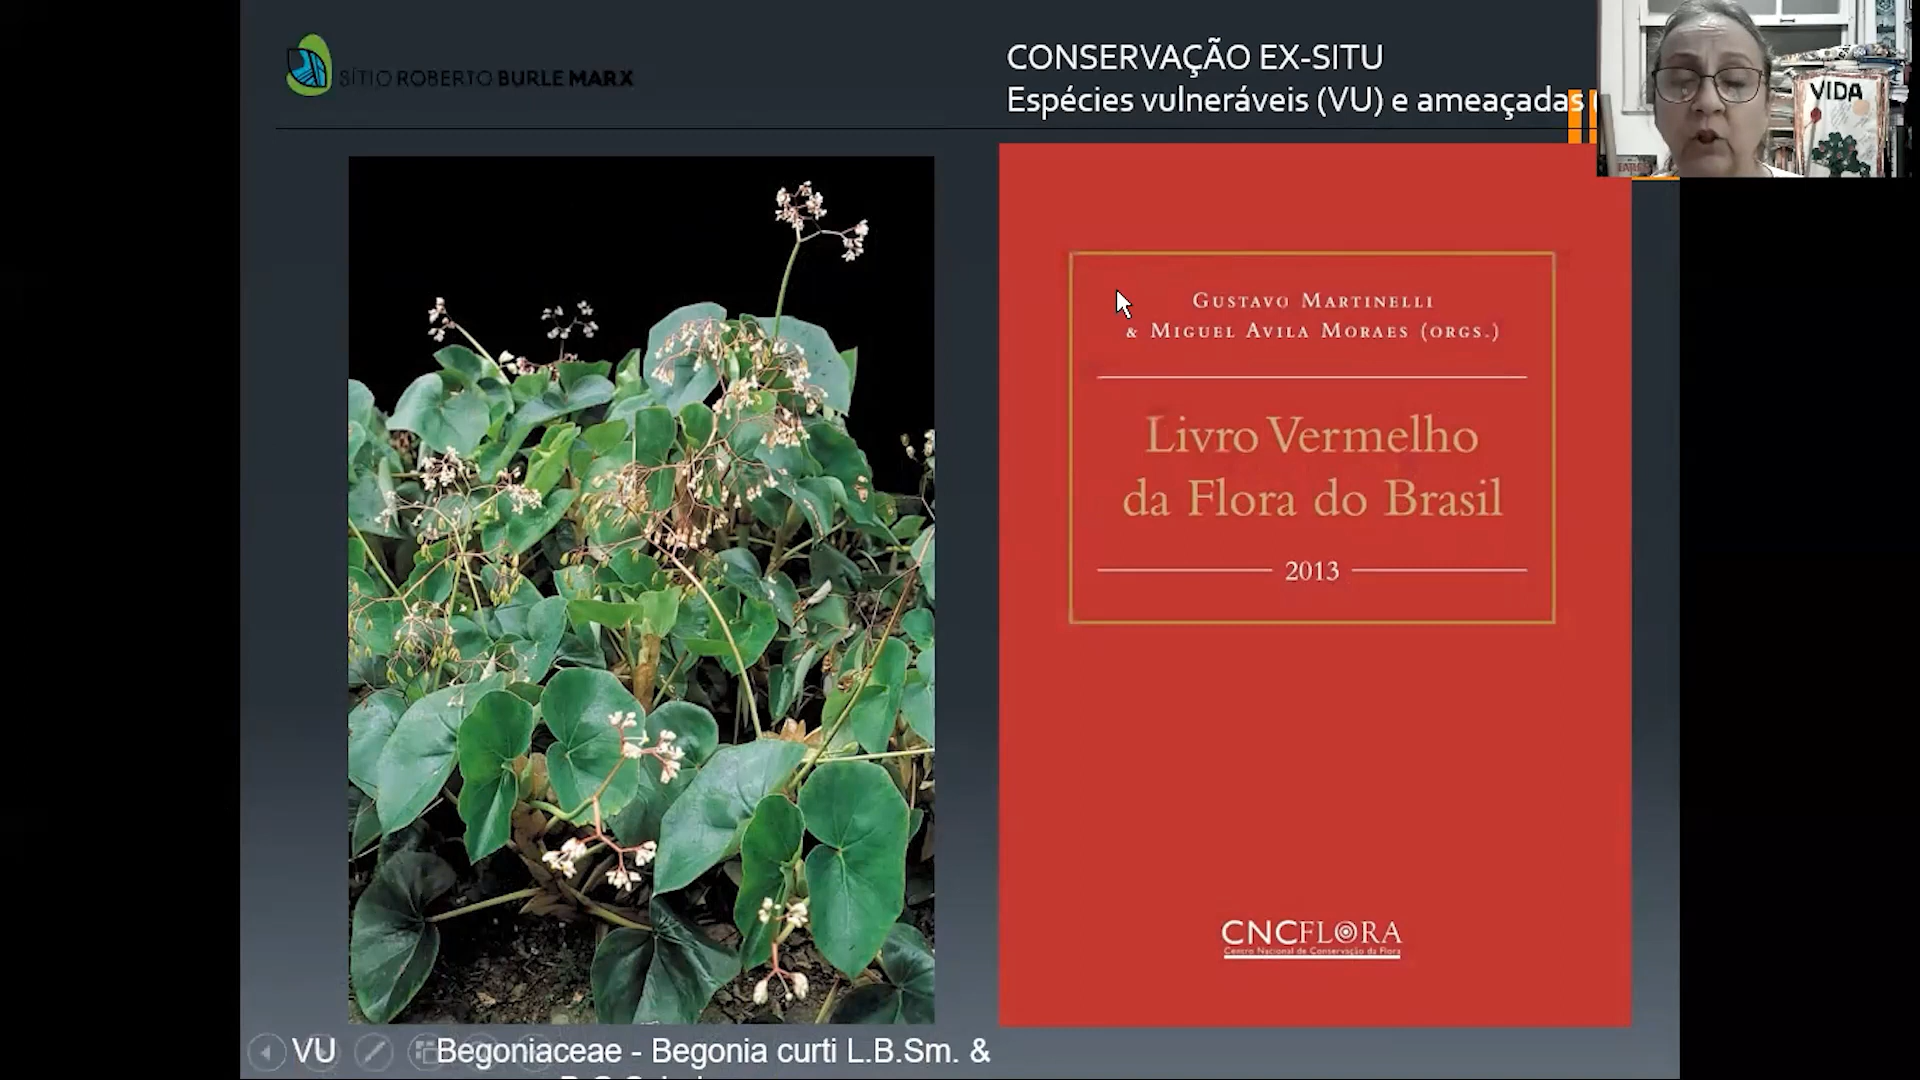 SÍTIO ROBERTO BURLE MARX
CONSERVAÇÃO EX-SITU
Espécies vulneráveis (VU) e ameaçadas
VIDA
GUSTAVO MARTINELLI
& MIGUEL AVILA MORAES (ORGS.)
Livro Vermelho
da Flora do Brasil
2013
CNCFLORA
Centro Nacional de Conservação da Flora
VU Begoniaceae - Begonia curti L.B.Sm. &